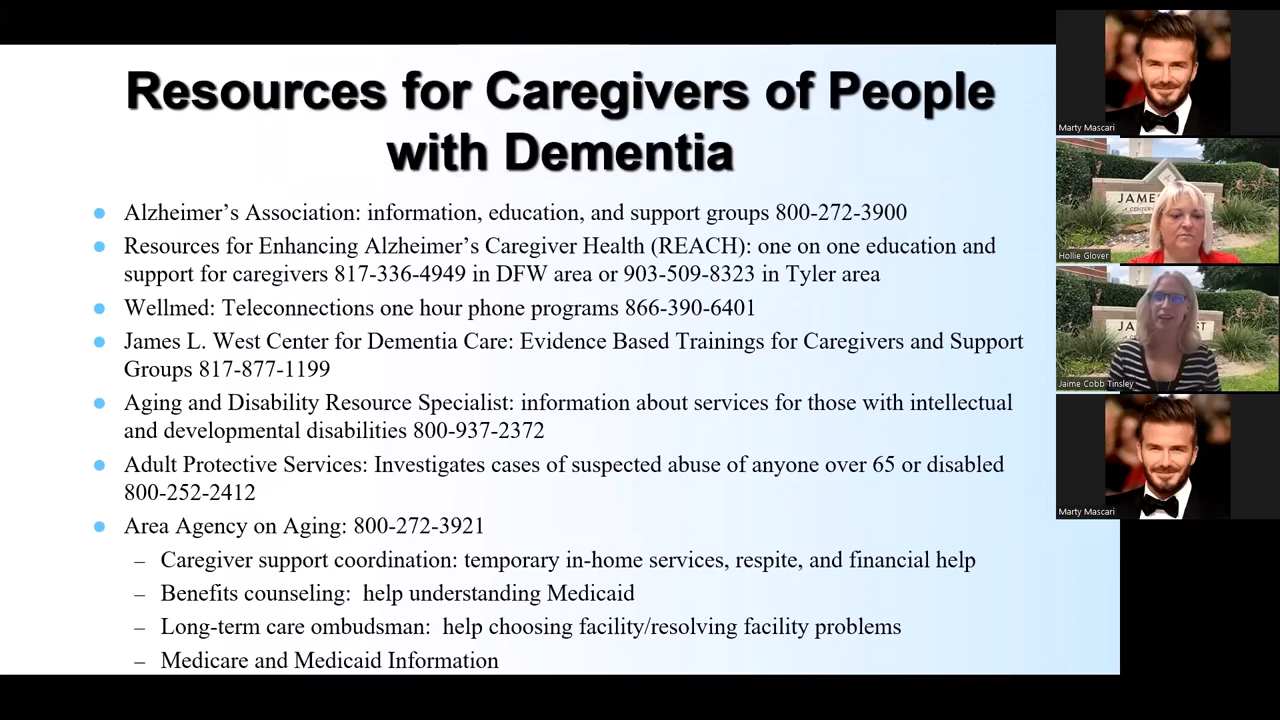 Resources for Caregivers of People
with Dementia
Alzheimer’s Association: information, education, and support groups 800-272-3900
Resources for Enhancing Alzheimer’s Caregiver Health (REACH): one on one education and
support for caregivers 817-336-4949 in DFW area or 903-509-8323 in Tyler area
Wellmed: Teleconnections one hour phone programs 866-390-6401
James L. West Center for Dementia Care: Evidence Based Trainings for Caregivers and Support
Groups 817-877-1199
Aging and Disability Resource Specialist: information about services for those with intellectual
and developmental disabilities 800-937-2372
Adult Protective Services: Investigates cases of suspected abuse of anyone over 65 or disabled
800-252-2412
Area Agency on Aging: 800-272-3921
– Caregiver support coordination: temporary in-home services, respite, and financial help
– Benefits counseling:  help understanding Medicaid
– Long-term care ombudsman:  help choosing facility/resolving facility problems
– Medicare and Medicaid Information
Marty Mascari
JAMES
Hollie Glover
JA
ST
Jaime Cobb Tinsley
Marty Mascari